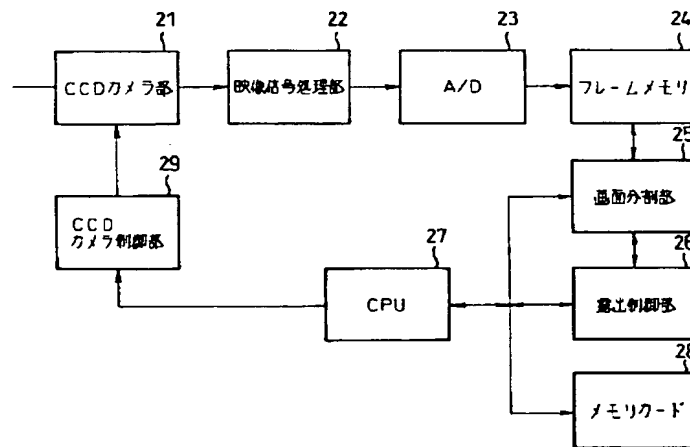 21
22
23
24
CCDカメラ部
映像信号処理部
A/D
フレームメモリ
25
29
画面分割部
CCD
カメラ制御部
27
26
CPU
露出制御部
28
メモリカード